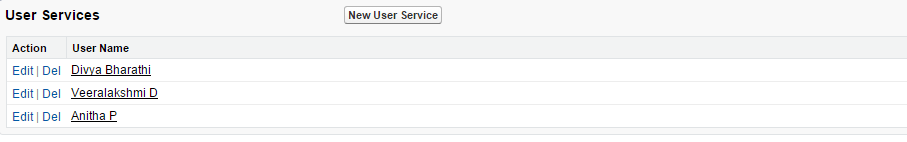 User Services New User Service
Action User Name
Edit | Del Divya Bharathi
Edit | Del Veeralakshmi D
Edit | Del Anitha P